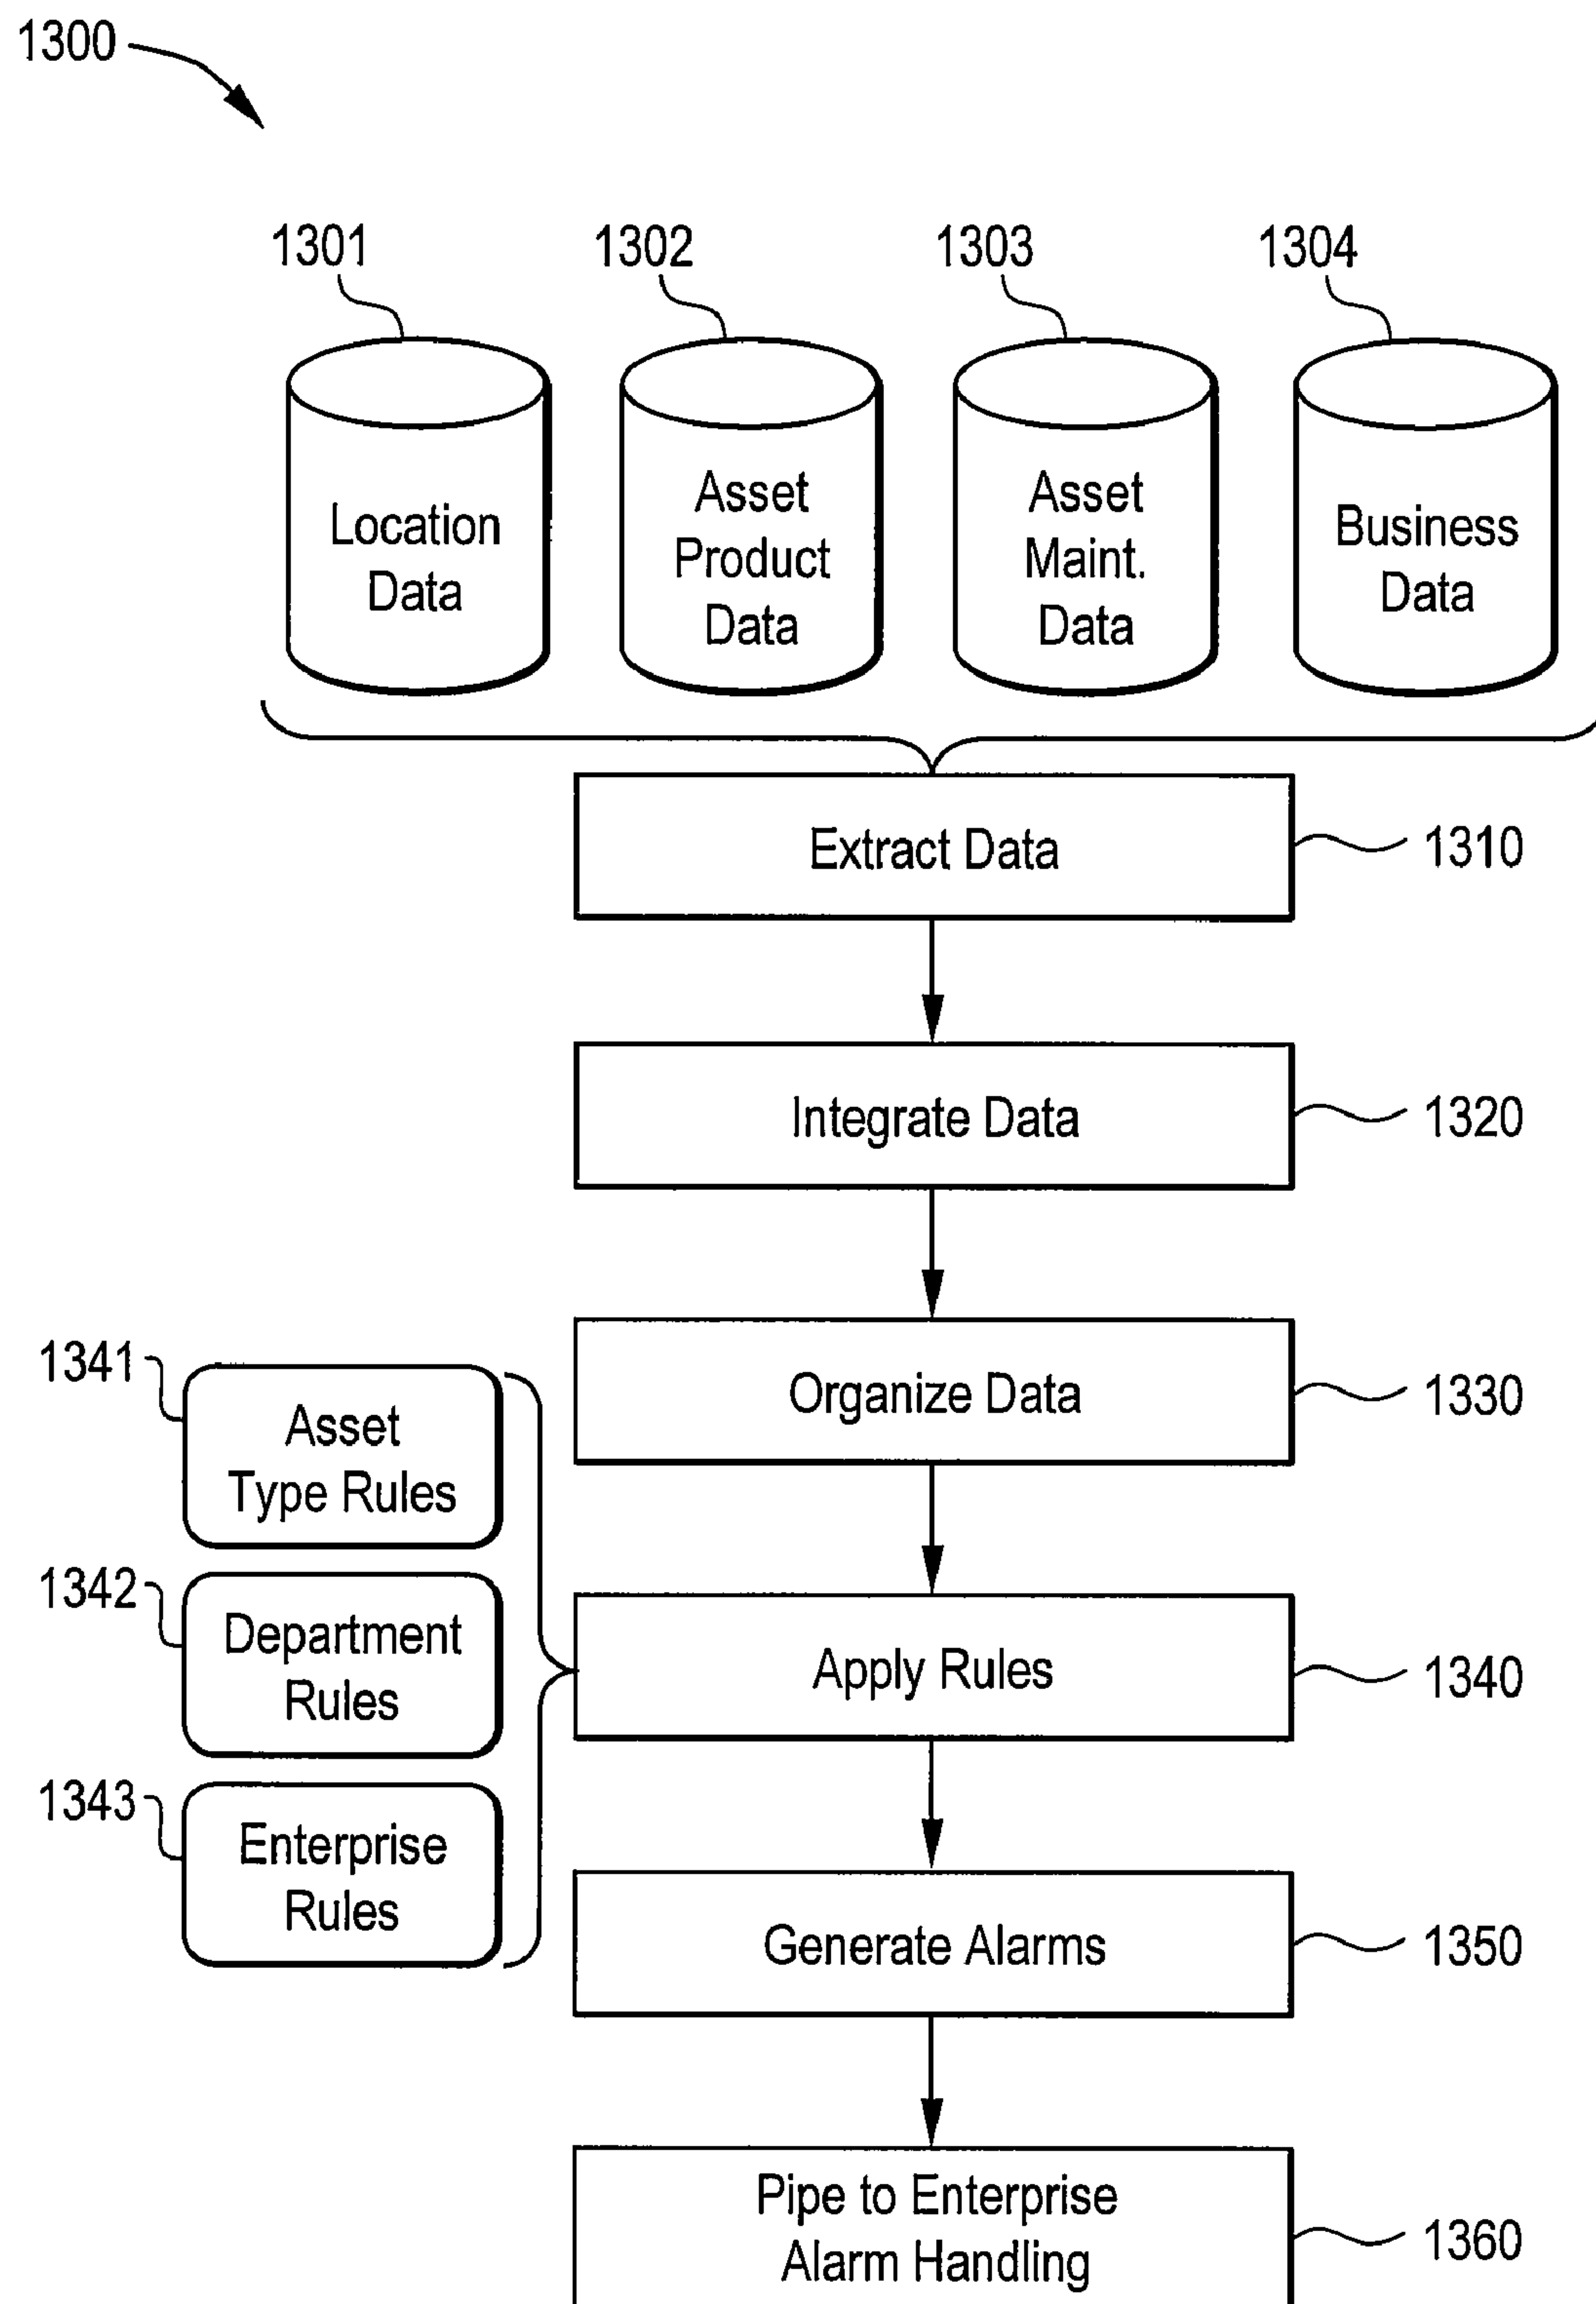 1300
1301
1302
1303
1304
Location
Data
Asset
Product
Data
Asset
Maint.
Data
Business
Data
Extract Data
1310
Integrate Data
1320
Organize Data
1330
1341
Asset
Type Rules
1342
Department
Rules
1343
Enterprise
Rules
Apply Rules
1340
Generate Alarms
1350
Pipe to Enterprise
Alarm Handling
1360